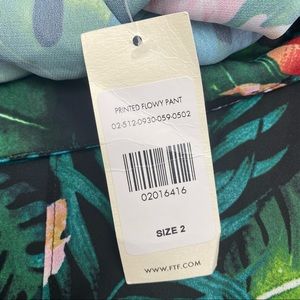 PRINTED FLOWY PANT
02-512-0930-059-0502
02016416
SIZE 2
WWW.FTF.COM